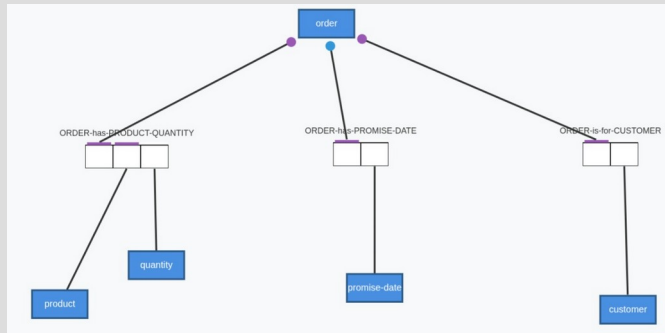 order
ORDER-has-PRODUCT-QUANTITY
ORDER-has-PROMISE-DATE
ORDER-is-for-CUSTOMER
quantity
product
promise-date
customer